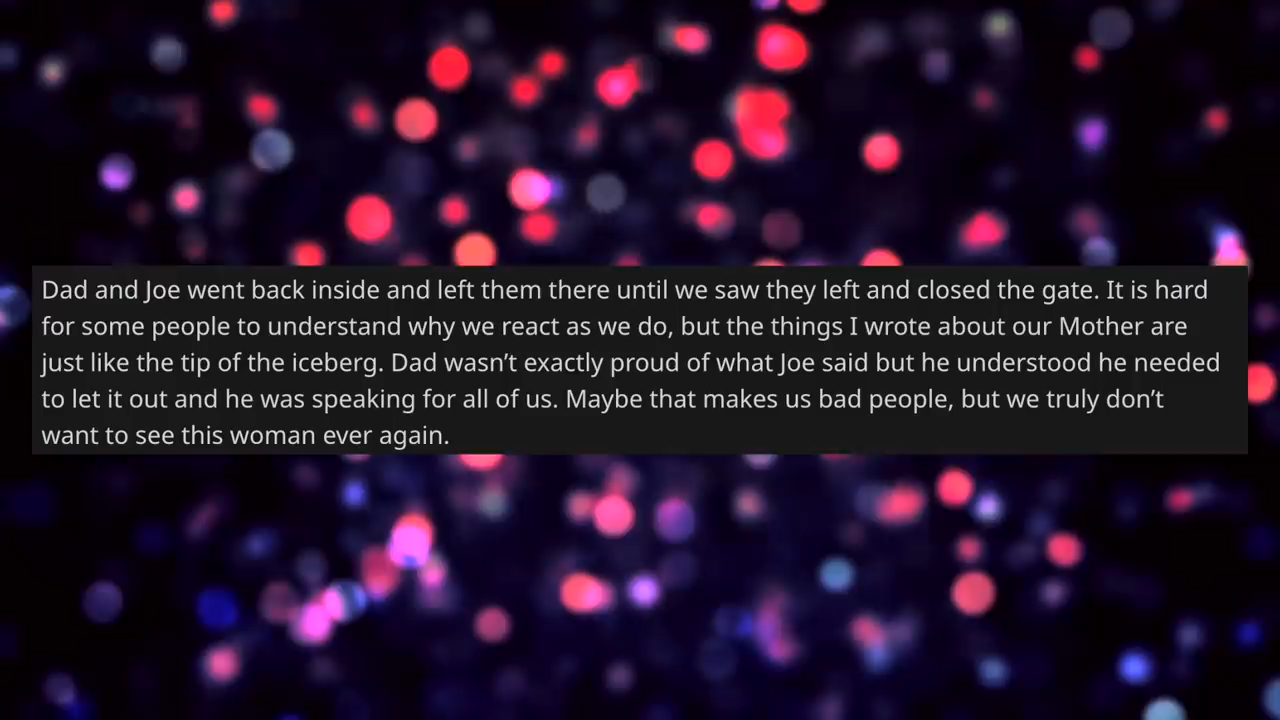 Dad and Joe went back inside and left them there until we saw they left and closed the gate. It is hard
for some people to understand why we react as we do, but the things I wrote about our Mother are
just like the tip of the iceberg. Dad wasn’t exactly proud of what Joe said but he understood he needed
to let it out and he was speaking for all of us. Maybe that makes us bad people, but we truly don’t
want to see this woman ever again.